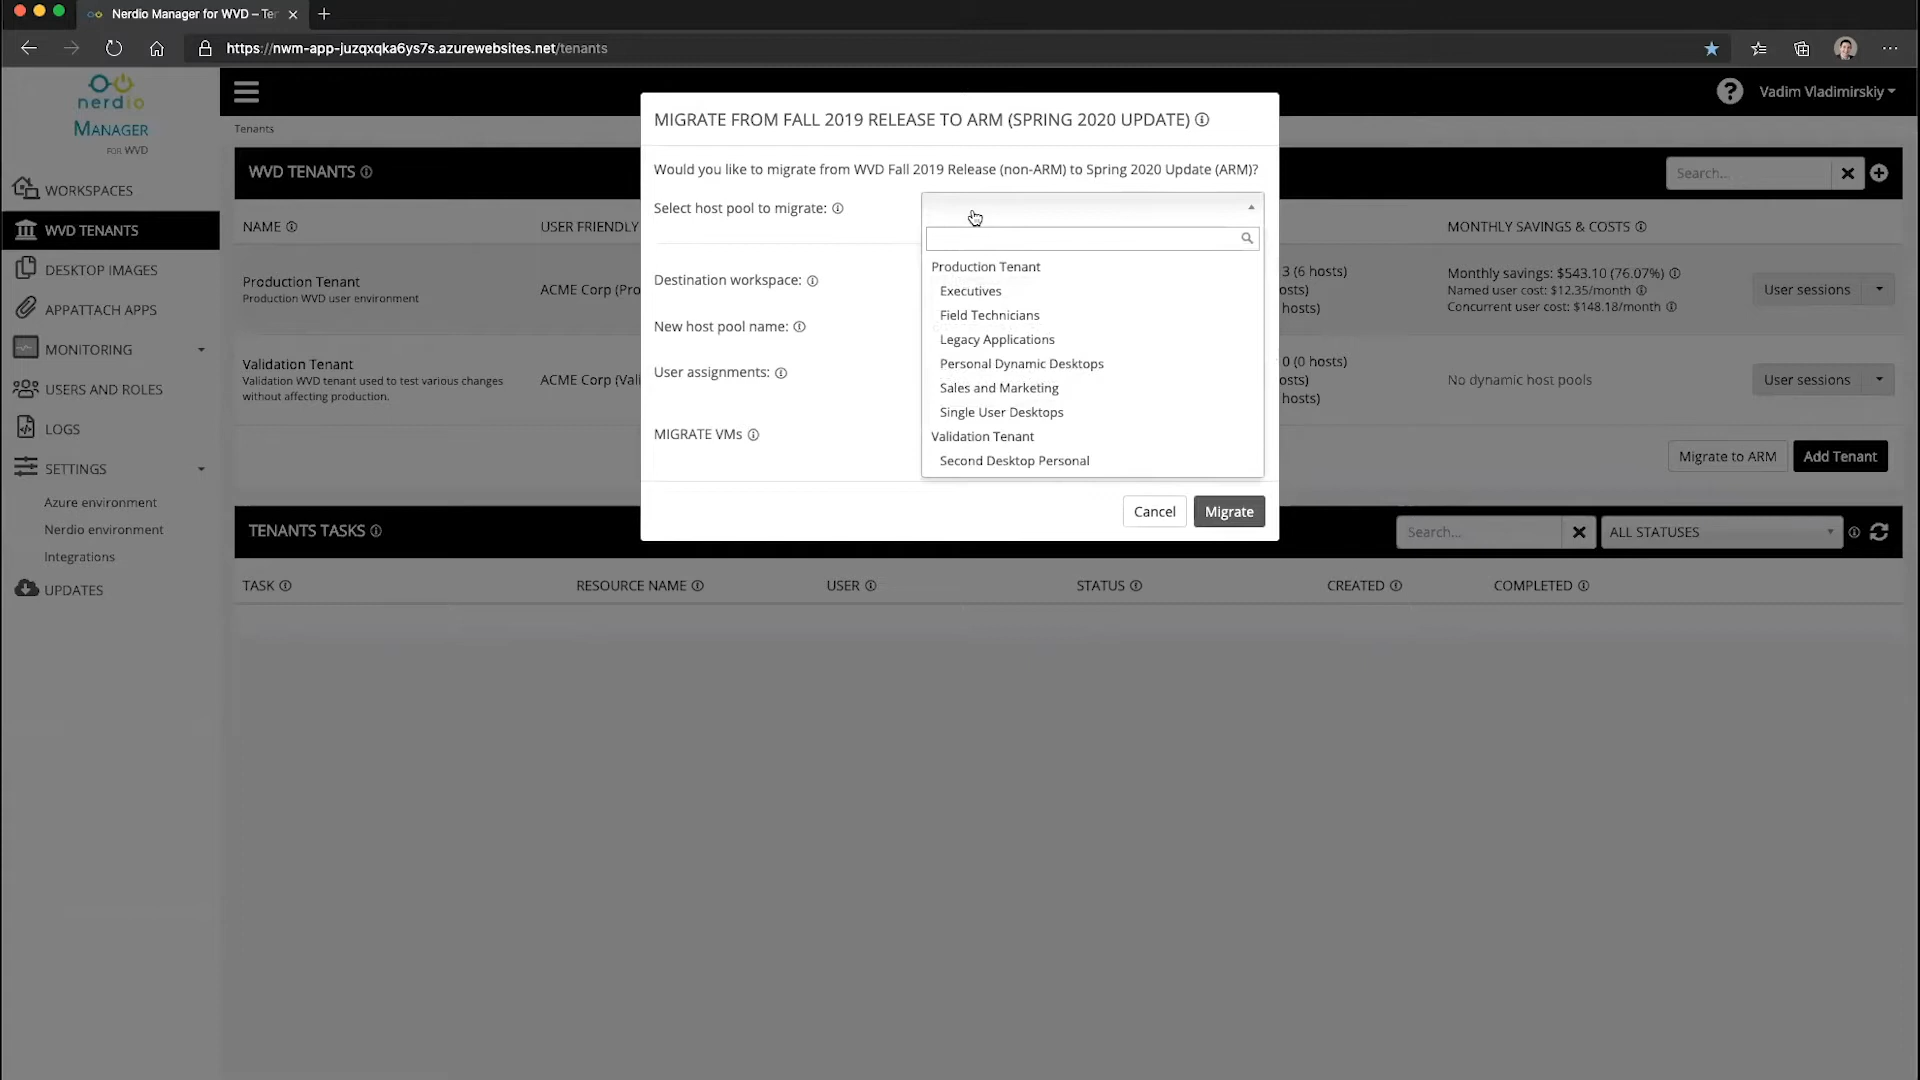 Nerdio Manager for WVD – Ter
https://nwm-app-juzqxqka6ys7s.azurewebsites.net/tenants
nerdio
MANAGER
FOR WVD
WORKSPACES
WVD TENANTS
DESKTOP IMAGES
APPATTACH APPS
MONITORING
USERS AND ROLES
LOGS
SETTINGS
Azure environment
Nerdio environment
Integrations
UPDATES
Vadim Vladimirskiy
Tenants
WVD TENANTS
Search...
NAME
USER FRIENDLY
MONTHLY SAVINGS & COSTS
Production Tenant
Production WVD user environment
ACME Corp (Pro
3 (6 hosts)
osts)
hosts)
Monthly savings: $543.10 (76.07%)
Named user cost: $12.35/month
Concurrent user cost: $148.18/month
User sessions
Validation Tenant
Validation WVD tenant used to test various changes
without affecting production.
ACME Corp (Vali
0 (0 hosts)
osts)
hosts)
No dynamic host pools
User sessions
Migrate to ARM
Add Tenant
MIGRATE FROM FALL 2019 RELEASE TO ARM (SPRING 2020 UPDATE)
Would you like to migrate from WVD Fall 2019 Release (non-ARM) to Spring 2020 Update (ARM)?
Select host pool to migrate:
Production Tenant
Executives
Field Technicians
Legacy Applications
Personal Dynamic Desktops
Sales and Marketing
Single User Desktops
Validation Tenant
Second Desktop Personal
Destination workspace:
New host pool name:
User assignments:
MIGRATE VMs
Cancel
Migrate
TENANTS TASKS
Search...
ALL STATUSES
TASK
RESOURCE NAME
USER
STATUS
CREATED
COMPLETED